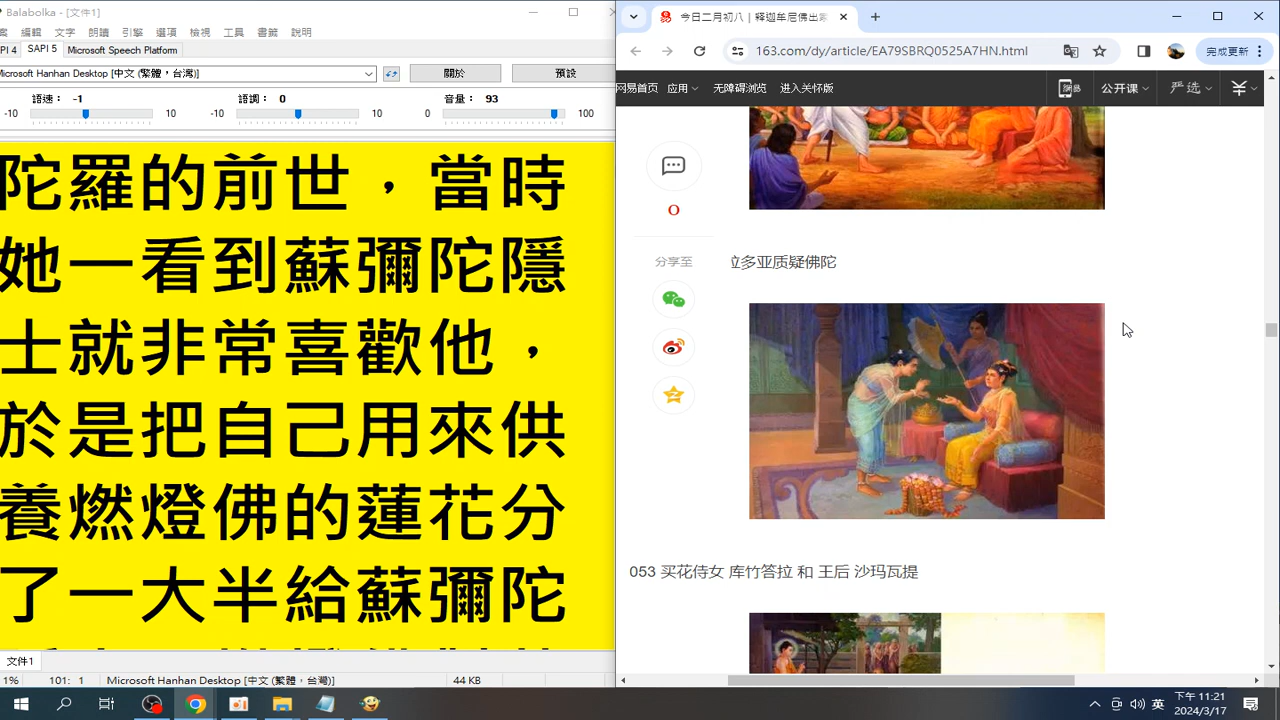 Balabolka - [文件1]
案 編輯 文字 朗讀 引擎 選項 檢視 工具 書籤 說明
PI 4 SAPI 5 Microsoft Speech Platform
Microsoft Hanhan Desktop [中文 (繁體，台灣)] 關於 預設
語速： -1 語調： 0 音量： 93
-10 10 -10 10 0 100
陀羅的前世，當時
她一看到蘇彌陀隱
士就非常喜歡他，
於是把自己用來供
養燃燈佛的蓮花分
了一大半給蘇彌陀
文件1
1% 101: 1 Microsoft Hanhan Desktop [中文 (繁體，台灣)] 44 KB
今日二月初八｜释迦牟尼佛出家
163.com/dy/article/EA79SBRQ0525A7HN.html 完成更新
网易首页 应用 无障碍浏览 进入关怀版 公开课 严选
0
分享至
拉多亚质疑佛陀
053 买花侍女 库竹答拉 和 王后 沙玛瓦提
英 下午 11:21
2024/3/17